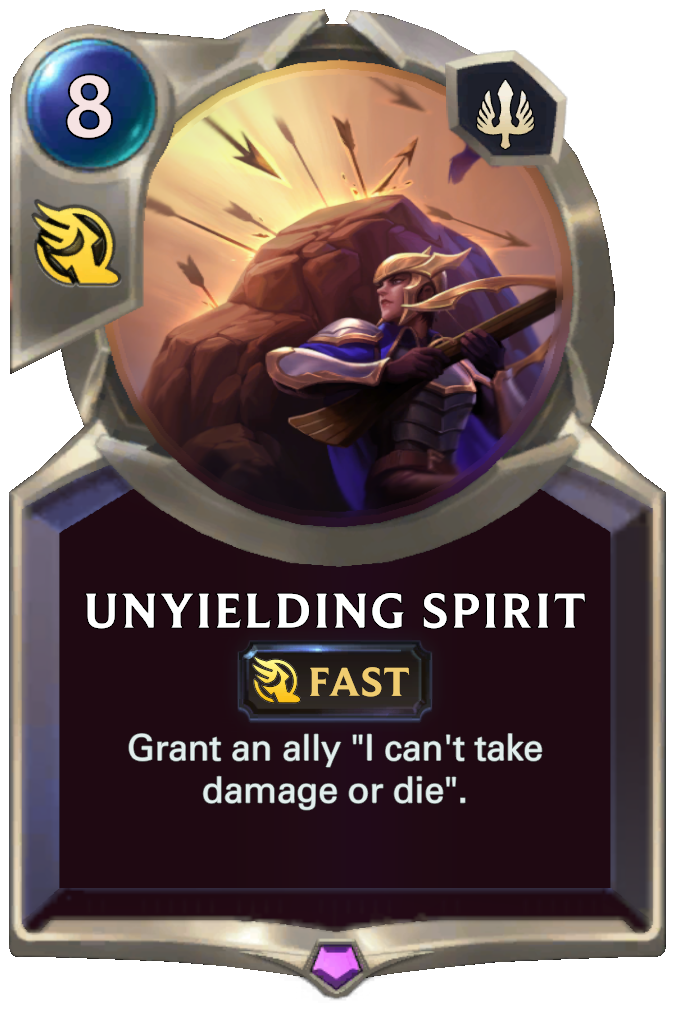 8
UNYIELDING SPIRIT
FAST
Grant an ally "I can't take
damage or die".